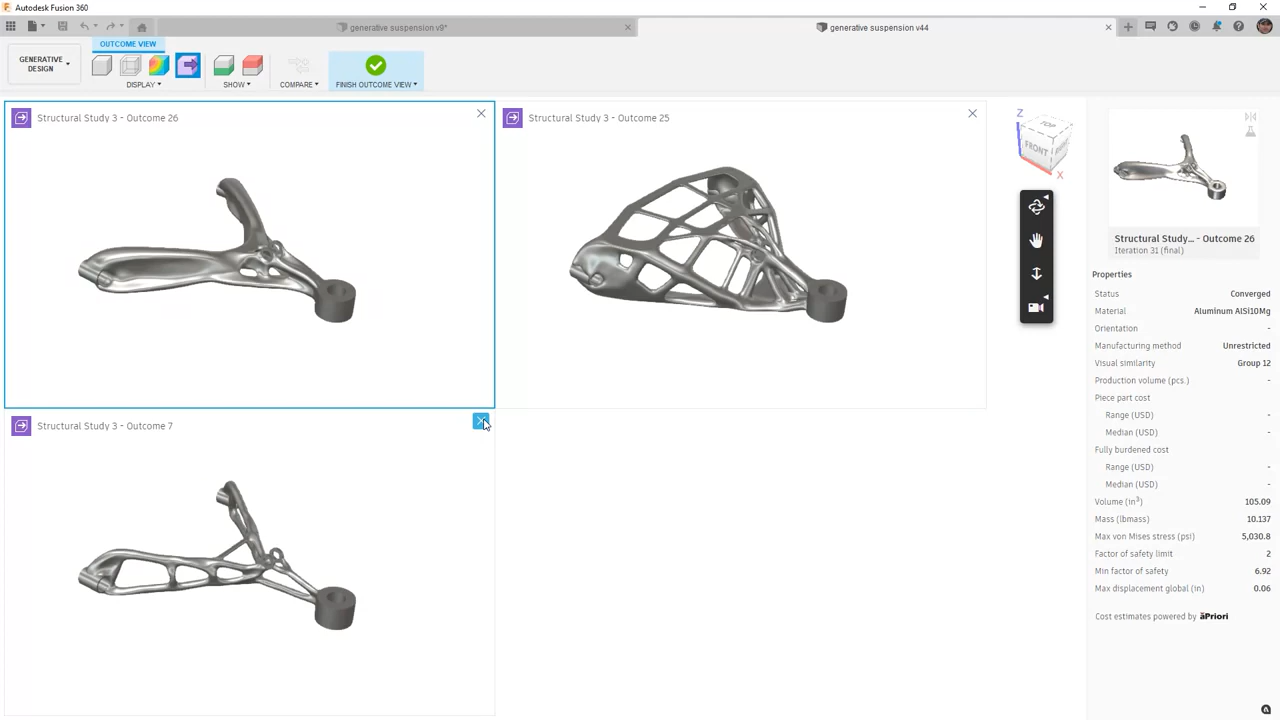 Autodesk Fusion 360
generative suspension v9*
generative suspension v44
OUTCOME VIEW
GENERATIVE
DESIGN
DISPLAY
SHOW
COMPARE
FINISH OUTCOME VIEW
Structural Study 3 - Outcome 26
Structural Study 3 - Outcome 25
Structural Study 3 - Outcome 7
Z
TOP
FRONT
X
Structural Study... - Outcome 26
Iteration 31 (final)
Properties
Status Converged
Material Aluminum AlSi10Mg
Orientation -
Manufacturing method Unrestricted
Visual similarity Group 12
Production volume (pcs.) -
Piece part cost
Range (USD) -
Median (USD) -
Fully burdened cost
Range (USD) -
Median (USD) -
Volume (in³) 105.09
Mass (lbmass) 10.137
Max von Mises stress (psi) 5,030.8
Factor of safety limit 2
Min factor of safety 6.92
Max displacement global (in) 0.06
Cost estimates powered by aPriori